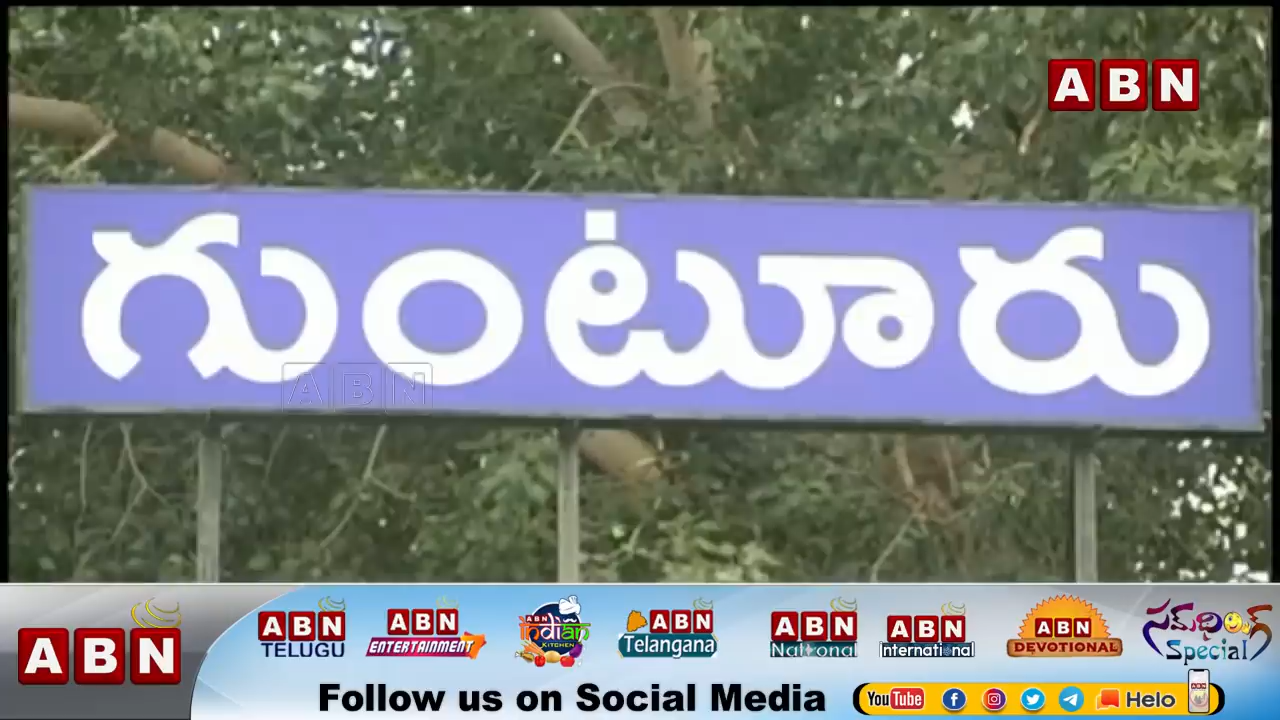 ABN
గుంటూరు
ABN
ABN
ABN TELUGU
ABN ENTERTAINMENT
ABN Indian KITCHEN
ABN Telangana
ABN National
ABN International
ABN DEVOTIONAL
సమ్‌థింగ్ Special
Follow us on Social Media
YouTube
Helo